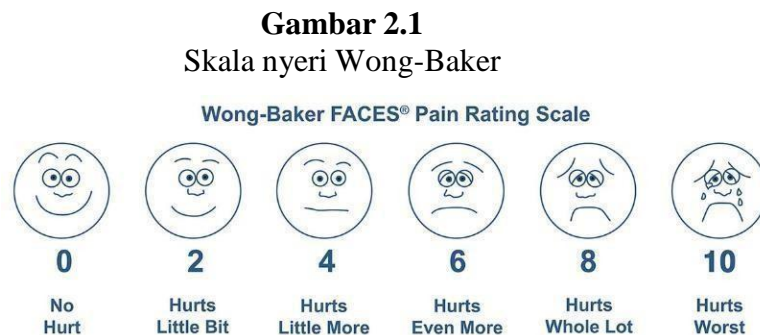 Gambar 2.1
Skala nyeri Wong-Baker
Wong-Baker FACES® Pain Rating Scale
0 2 4 6 8 10
No Hurts Hurts Hurts Hurts Hurts
Hurt Little Bit Little More Even More Whole Lot Worst